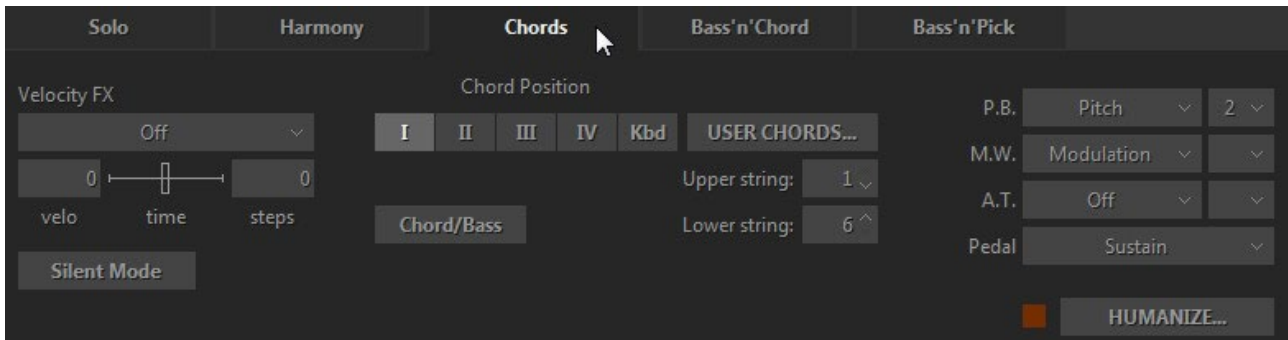 Solo Harmony Chords Bass'n'Chord Bass'n'Pick
Velocity FX
Off
0 0
velo time steps
Silent Mode
Chord Position
I II III IV Kbd USER CHORDS...
Upper string: 1
Chord/Bass Lower string: 6
P.B. Pitch 2
M.W. Modulation
A.T. Off
Pedal Sustain
HUMANIZE...